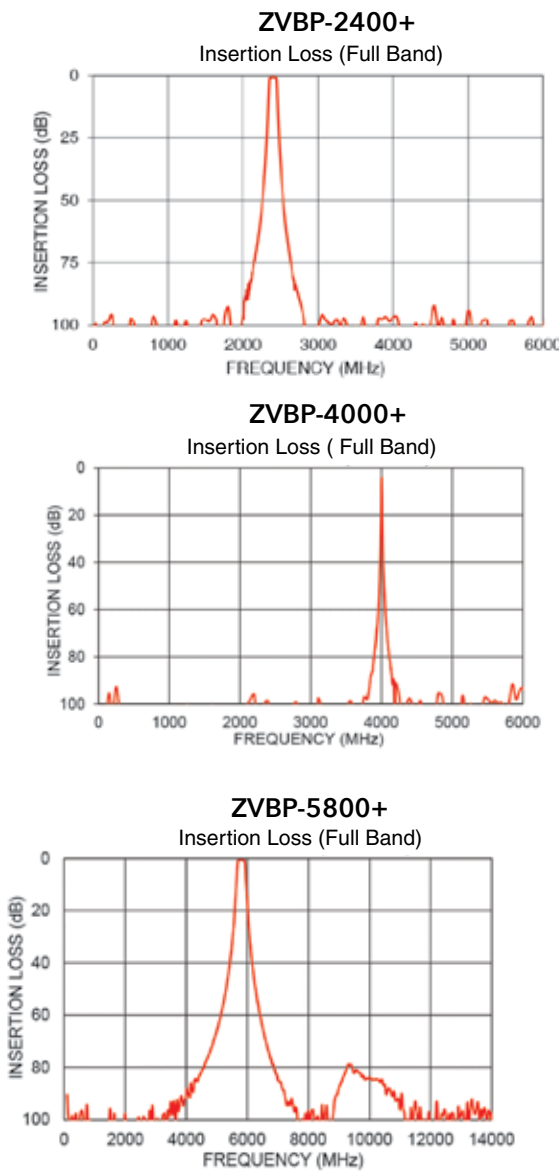 ZVBP-2400+
Insertion Loss (Full Band)
INSERTION LOSS (dB)
0
25
50
75
100
0 1000 2000 3000 4000 5000 6000
FREQUENCY (MHz)
ZVBP-4000+
Insertion Loss ( Full Band)
INSERTION LOSS (dB)
0
20
40
60
80
100
0 1000 2000 3000 4000 5000 6000
FREQUENCY (MHz)
ZVBP-5800+
Insertion Loss (Full Band)
INSERTION LOSS (dB)
0
20
40
60
80
100
0 2000 4000 6000 8000 10000 12000 14000
FREQUENCY (MHz)